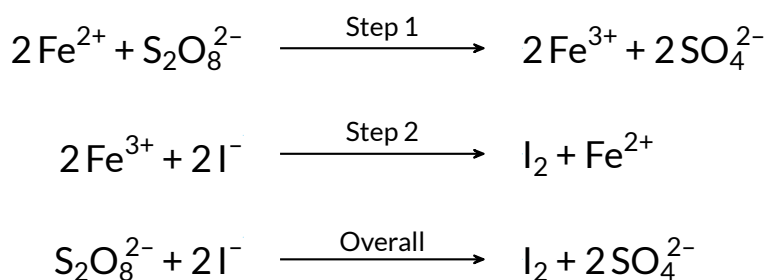 2 Fe²⁺ + S₂O₈²⁻ Step 1 2 Fe³⁺ + 2 SO₄²⁻
2 Fe³⁺ + 2 I⁻ Step 2 I₂ + Fe²⁺
S₂O₈²⁻ + 2 I⁻ Overall I₂ + 2 SO₄²⁻